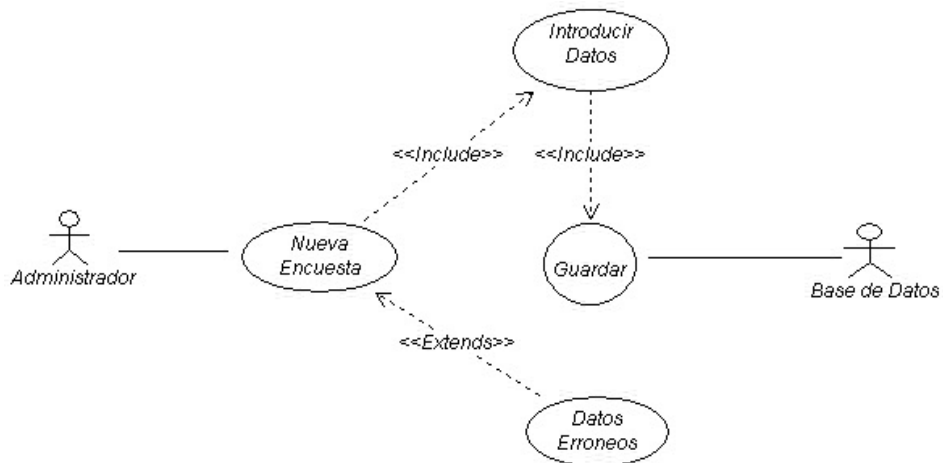 Introducir
Datos
<<Include>>
<<Include>>
Nueva
Encuesta
Guardar
Administrador
Base de Datos
<<Extends>>
Datos
Erroneos